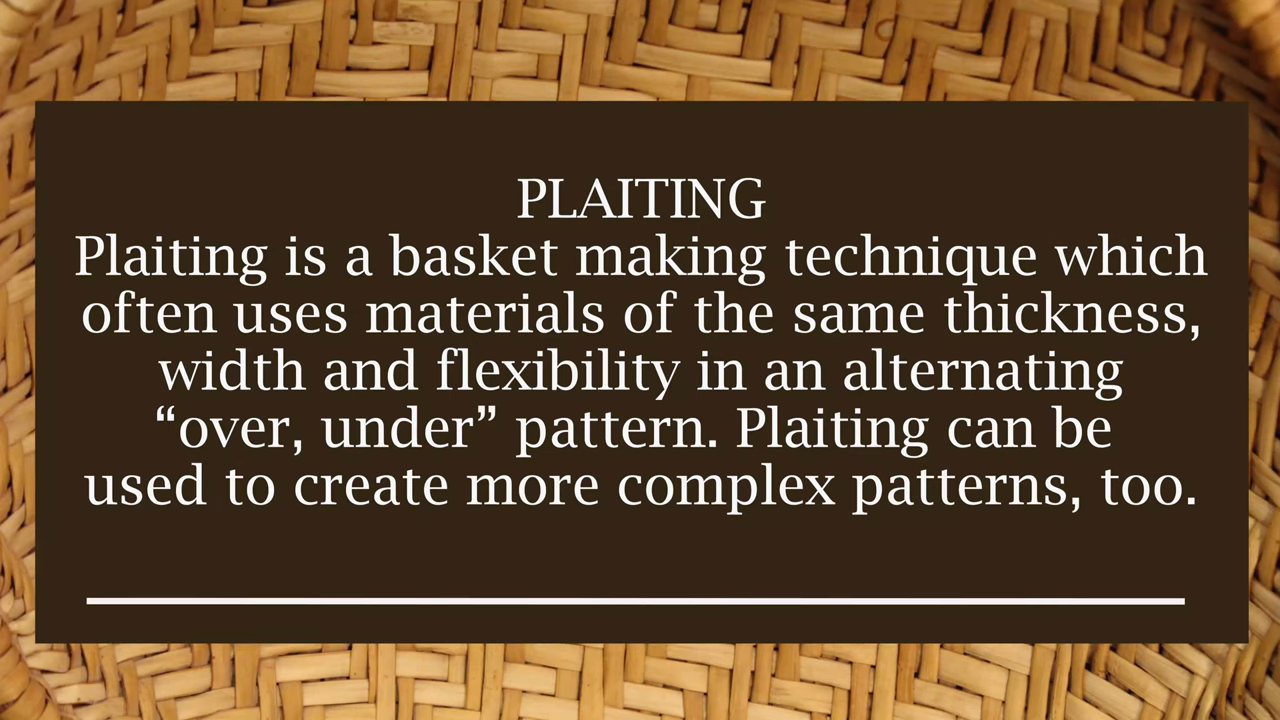 PLAITING
Plaiting is a basket making technique which
often uses materials of the same thickness,
width and flexibility in an alternating
“over, under” pattern. Plaiting can be
used to create more complex patterns, too.